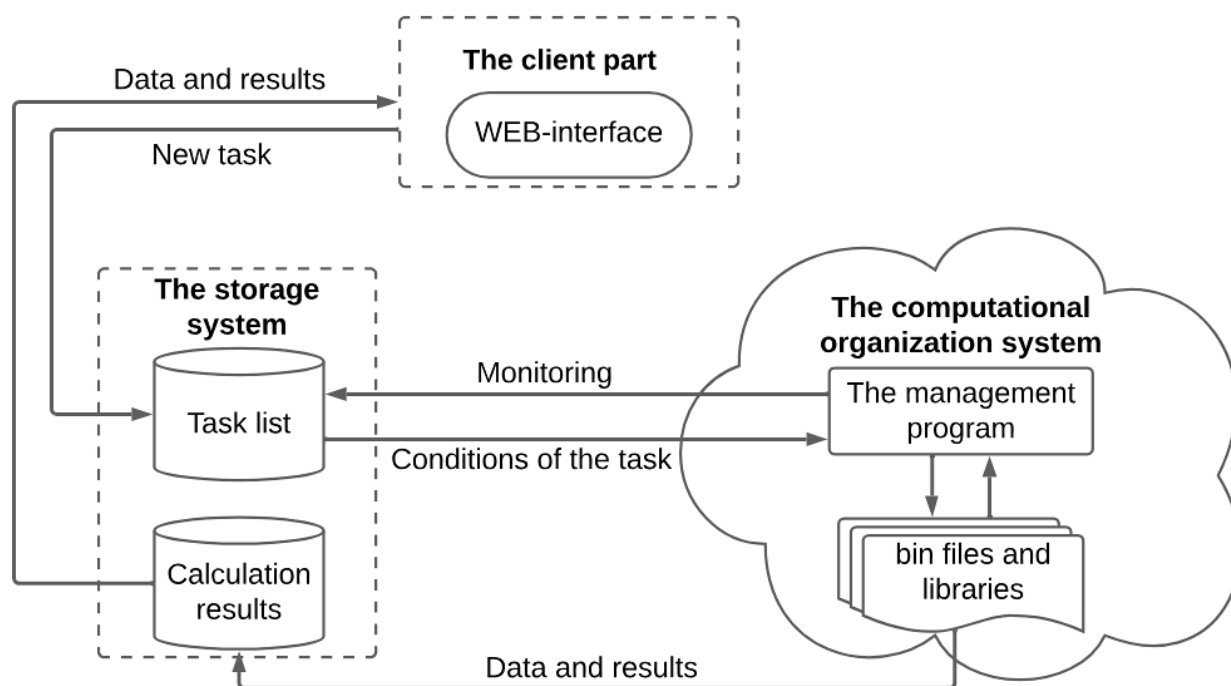 The client part
Data and results
WEB-interface
New task
The storage
system
The computational
organization system
Monitoring
The management
program
Task list
Conditions of the task
bin files and
libraries
Calculation
results
Data and results